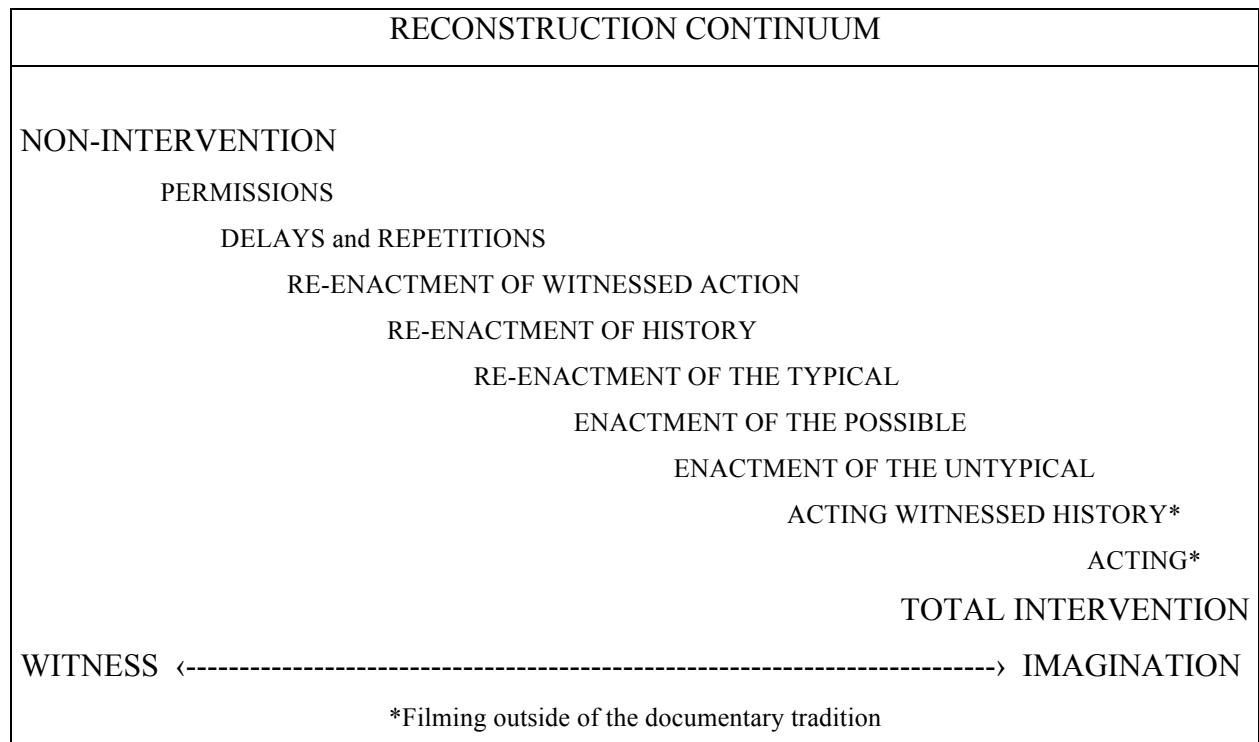 RECONSTRUCTION CONTINUUM
NON-INTERVENTION
PERMISSIONS
DELAYS and REPETITIONS
RE-ENACTMENT OF WITNESSED ACTION
RE-ENACTMENT OF HISTORY
RE-ENACTMENT OF THE TYPICAL
ENACTMENT OF THE POSSIBLE
ENACTMENT OF THE UNTYPICAL
ACTING WITNESSED HISTORY*
ACTING*
TOTAL INTERVENTION
WITNESS ‹----------------------------------------------------------------------------› IMAGINATION
*Filming outside of the documentary tradition